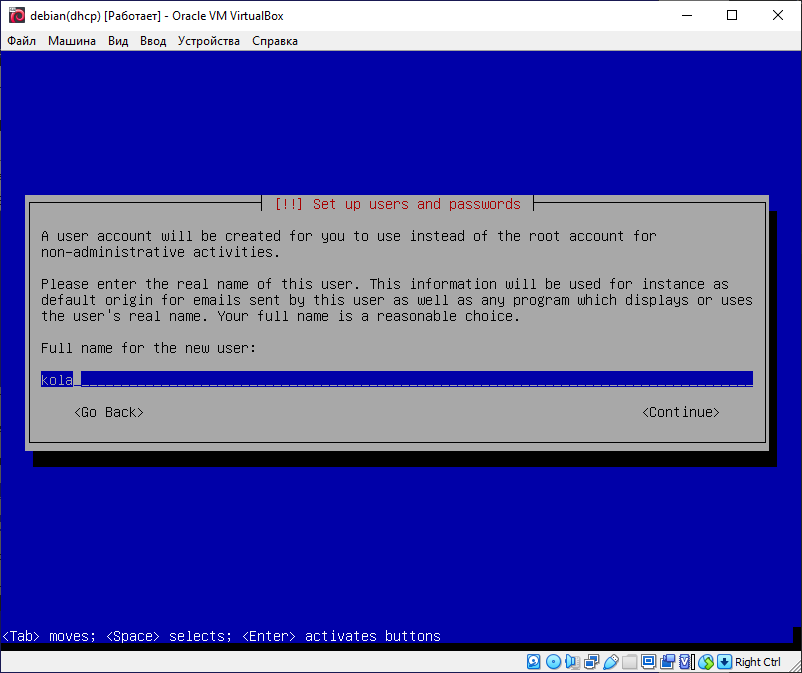 debian(dhcp) [Работает] - Oracle VM VirtualBox
Файл Машина Вид Ввод Устройства Справка
[!!] Set up users and passwords
A user account will be created for you to use instead of the root account for
non-administrative activities.
Please enter the real name of this user. This information will be used for instance as
default origin for emails sent by this user as well as any program which displays or uses
the user's real name. Your full name is a reasonable choice.
Full name for the new user:
kola
<Go Back> <Continue>
<Tab> moves; <Space> selects; <Enter> activates buttons
Right Ctrl